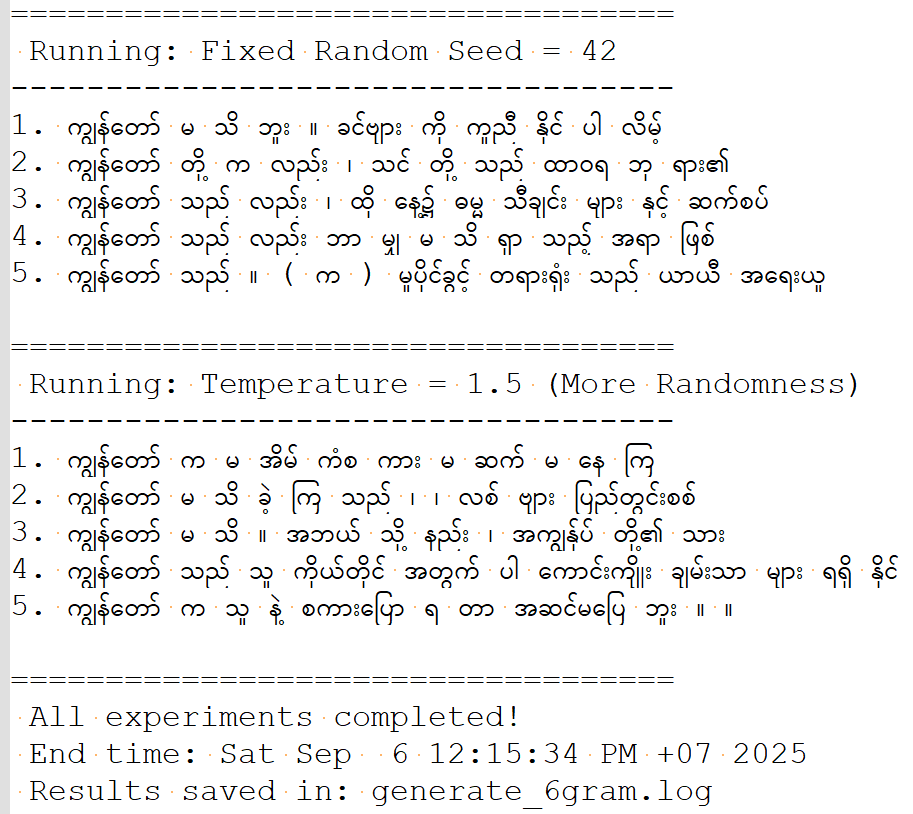 ===================================
Running: Fixed Random Seed = 42
-----------------------------------
1. ကျွန်တော် မ သိ ဘူး ။ ခင်ဗျား ကို ကူညီ နိုင် ပါ လိမ့်
2. ကျွန်တော် တို့ က လည်း ၊ သင် တို့ သည် ထာဝရ ဘု ရား၏
3. ကျွန်တော် သည် လည်း ၊ ထို နေ့၌ ဓမ္မ သီချင်း များ နှင့် ဆက်စပ်
4. ကျွန်တော် သည် လည်း ဘာ မျှ မ သိ ရှာ သည့် အရာ ဖြစ်
5. ကျွန်တော် သည် ။ ( က ) မူပိုင်ခွင့် တရားရုံး သည် ယာယီ အရေးယူ
===================================
Running: Temperature = 1.5 (More Randomness)
-----------------------------------
1. ကျွန်တော် က မ အိမ် ကံစ ကား မ ဆက် မ နေ ကြ
2. ကျွန်တော် မ သိ ခဲ့ ကြ သည် ၊ ၊ လစ် ဗျား ပြည်တွင်းစစ်
3. ကျွန်တော် မ သိ ။ အဘယ် သို့ နည်း ၊ အကျွန်ုပ် တို့၏ သား
4. ကျွန်တော် သည် သူ ကိုယ်တိုင် အတွက် ပါ ကောင်းကျိုး ချမ်းသာ များ ရရှိ နိုင်
5. ကျွန်တော် က သူ နဲ့ စကားပြော ရ တာ အဆင်မပြေ ဘူး ။ ။
===================================
All experiments completed!
End time: Sat Sep  6 12:15:34 PM +07 2025
Results saved in: generate_6gram.log